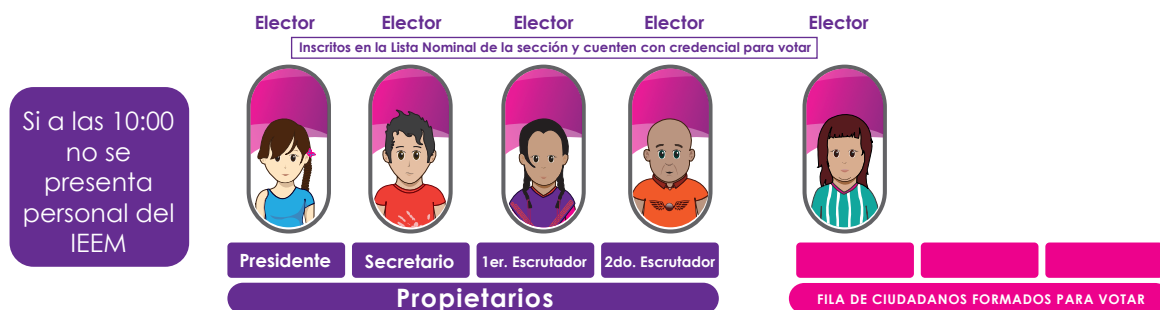 Elector Elector Elector Elector Elector
Inscritos en la Lista Nominal de la sección y cuenten con credencial para votar
Si a las 10:00
no se
presenta
personal del
IEEM
Presidente Secretario 1er. Escrutador 2do. Escrutador
Propietarios
FILA DE CIUDADANOS FORMADOS PARA VOTAR